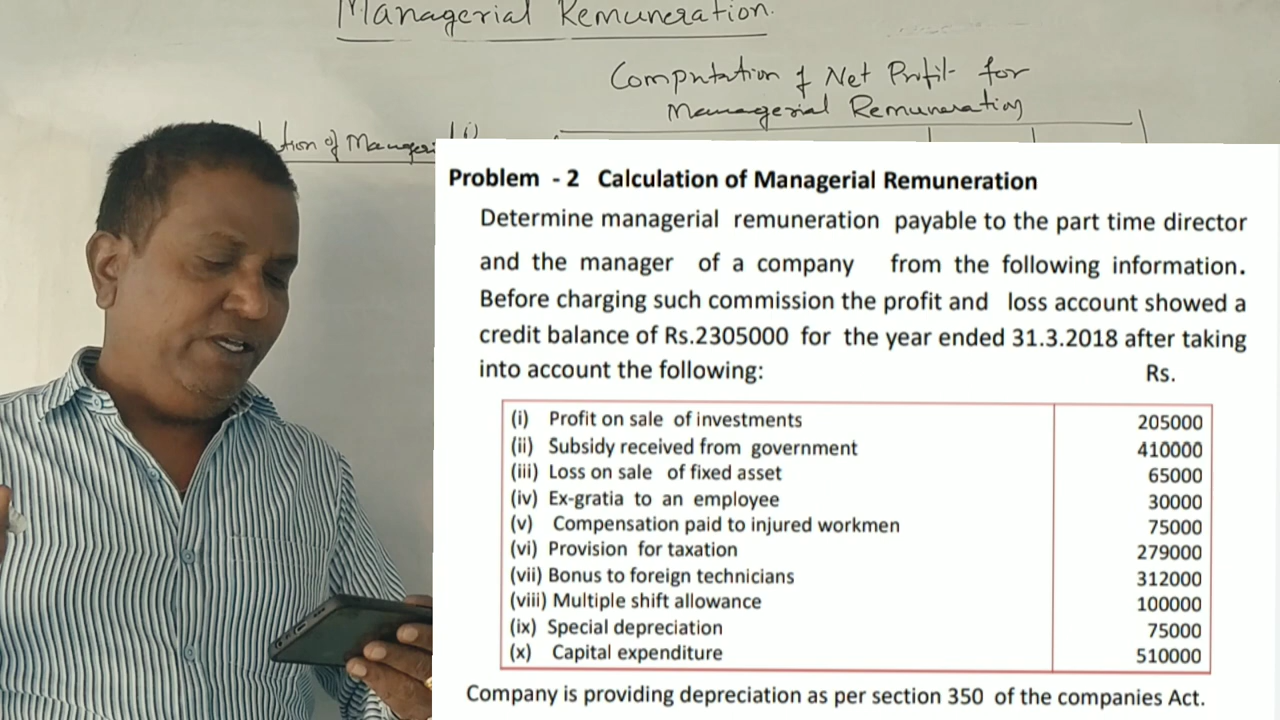 Managerial Remuneration.
Computation of Net Profit for
Managerial Remuneration
tion of Manageri
Problem - 2 Calculation of Managerial Remuneration
Determine managerial remuneration payable to the part time director
and the manager of a company from the following information.
Before charging such commission the profit and loss account showed a
credit balance of Rs.2305000 for the year ended 31.3.2018 after taking
into account the following: Rs.
(i) Profit on sale of investments 205000
(ii) Subsidy received from government 410000
(iii) Loss on sale of fixed asset 65000
(iv) Ex-gratia to an employee 30000
(v) Compensation paid to injured workmen 75000
(vi) Provision for taxation 279000
(vii) Bonus to foreign technicians 312000
(viii) Multiple shift allowance 100000
(ix) Special depreciation 75000
(x) Capital expenditure 510000
Company is providing depreciation as per section 350 of the companies Act.